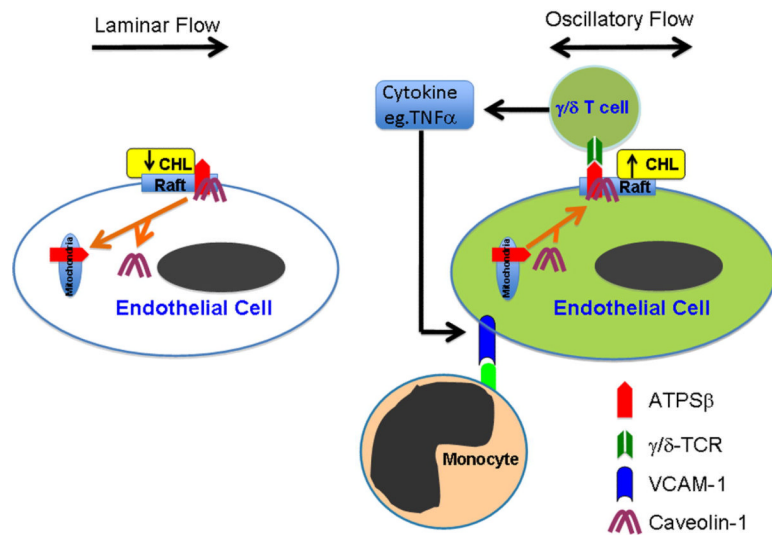 Laminar Flow
Oscillatory Flow
Cytokine
eg.TNFα
γ/δ T cell
↓ CHL
Raft
↑ CHL
Raft
Mitochondria
Endothelial Cell
Mitochondria
Endothelial Cell
Monocyte
ATPSβ
γ/δ-TCR
VCAM-1
Caveolin-1